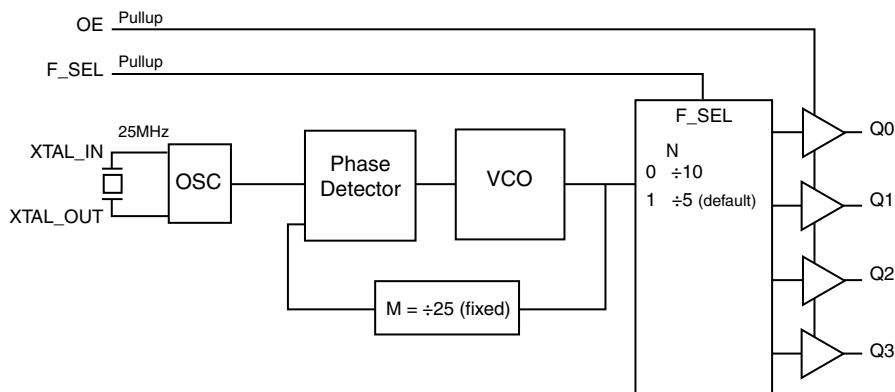 OE Pullup
F_SEL Pullup
25MHz
XTAL_IN
XTAL_OUT
OSC
Phase
Detector
VCO
M = ÷25 (fixed)
F_SEL
N
0 ÷10
1 ÷5 (default)
Q0
Q1
Q2
Q3